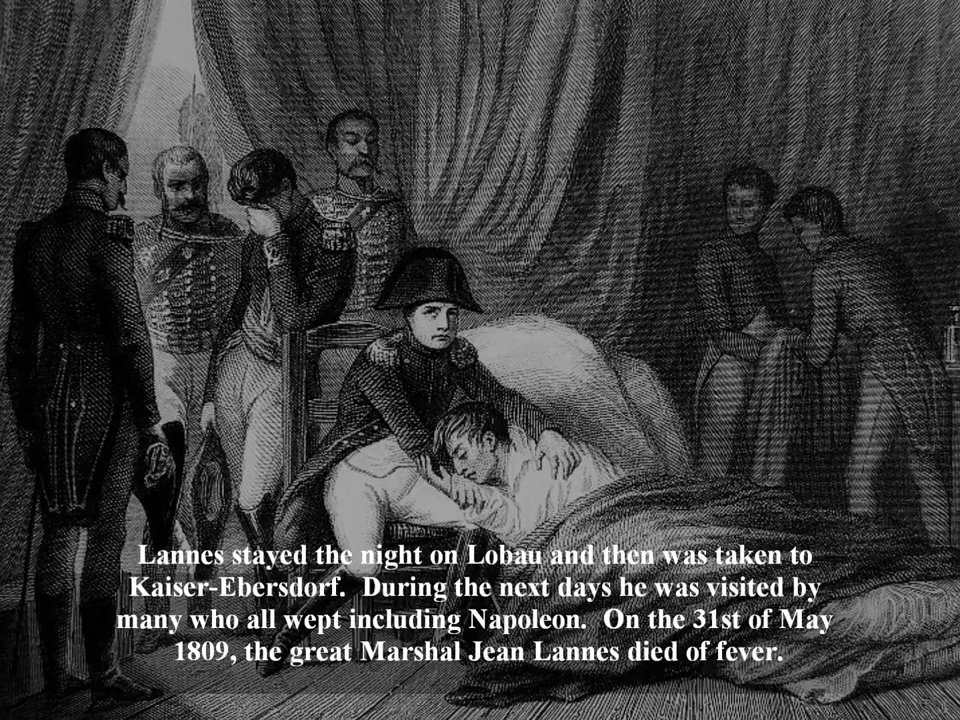 Lannes stayed the night on Lobau and then was taken to
Kaiser-Ebersdorf.  During the next days he was visited by
many who all wept including Napoleon.  On the 31st of May
1809, the great Marshal Jean Lannes died of fever.